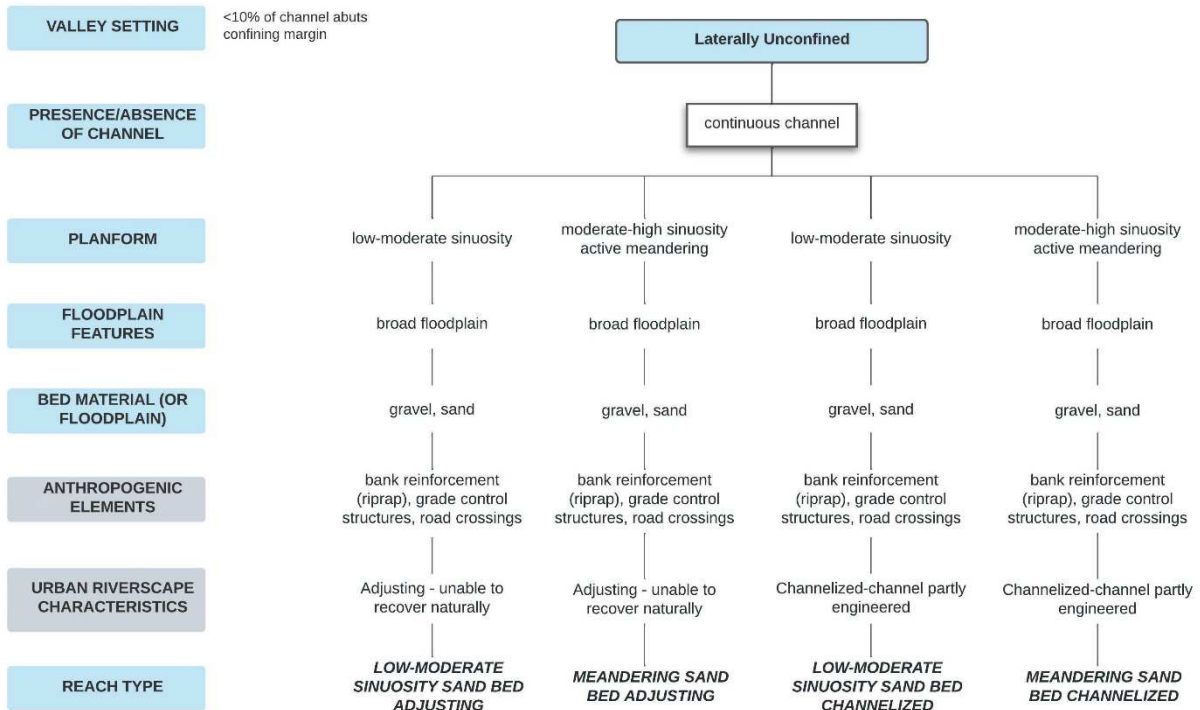 VALLEY SETTING
<10% of channel abuts
confining margin
Laterally Unconfined
PRESENCE/ABSENCE
OF CHANNEL
continuous channel
PLANFORM
low-moderate sinuosity
moderate-high sinuosity
active meandering
low-moderate sinuosity
moderate-high sinuosity
active meandering
FLOODPLAIN
FEATURES
broad floodplain
broad floodplain
broad floodplain
broad floodplain
BED MATERIAL (OR
FLOODPLAIN)
gravel, sand
gravel, sand
gravel, sand
gravel, sand
ANTHROPOGENIC
ELEMENTS
bank reinforcement
(riprap), grade control
structures, road crossings
bank reinforcement
(riprap), grade control
structures, road crossings
bank reinforcement
(riprap), grade control
structures, road crossings
bank reinforcement
(riprap), grade control
structures, road crossings
URBAN RIVERSCAPE
CHARACTERISTICS
Adjusting - unable to
recover naturally
Adjusting - unable to
recover naturally
Channelized-channel partly
engineered
Channelized-channel partly
engineered
REACH TYPE
LOW-MODERATE
SINUOSITY SAND BED
ADJUSTING
MEANDERING SAND
BED ADJUSTING
LOW-MODERATE
SINUOSITY SAND BED
CHANNELIZED
MEANDERING SAND
BED CHANNELIZED